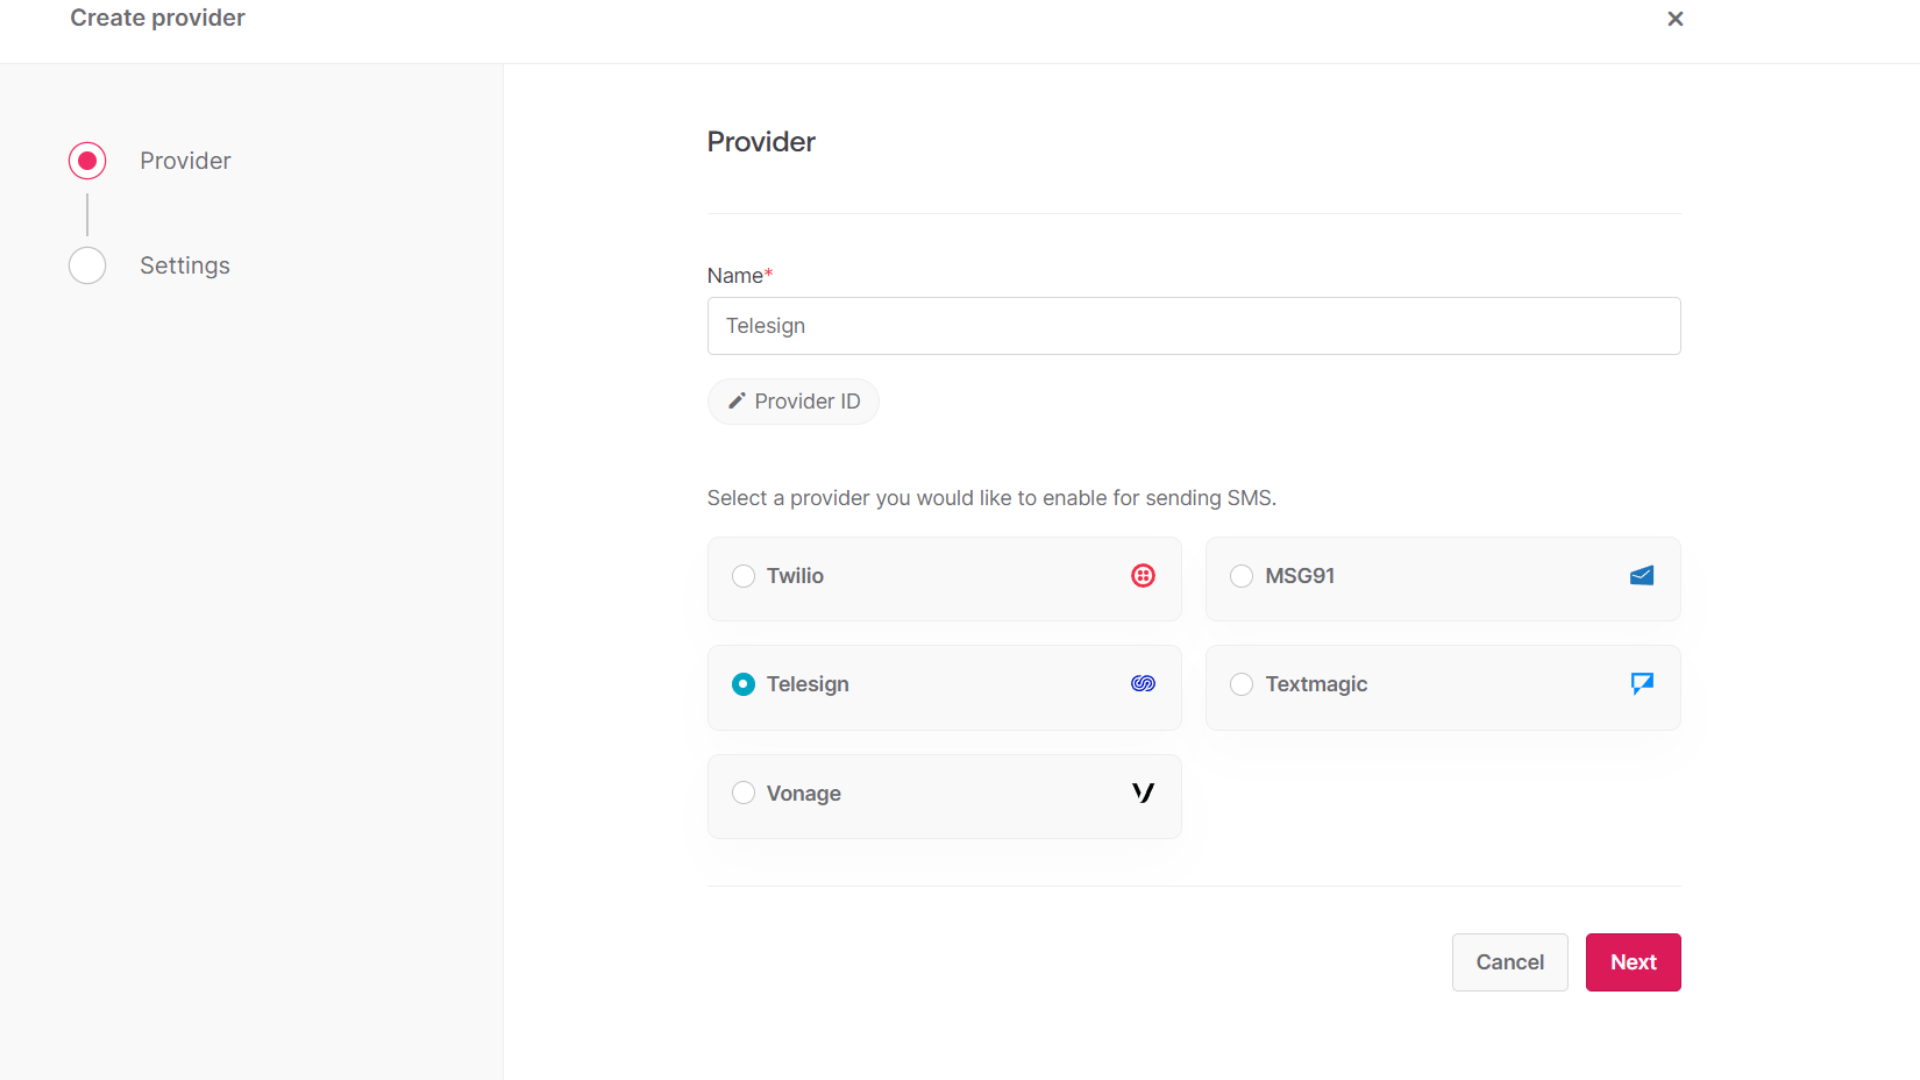 Create provider
Provider
Settings
Provider
Name*
Telesign
Provider ID
Select a provider you would like to enable for sending SMS.
Twilio
MSG91
Telesign
Textmagic
Vonage
Cancel
Next